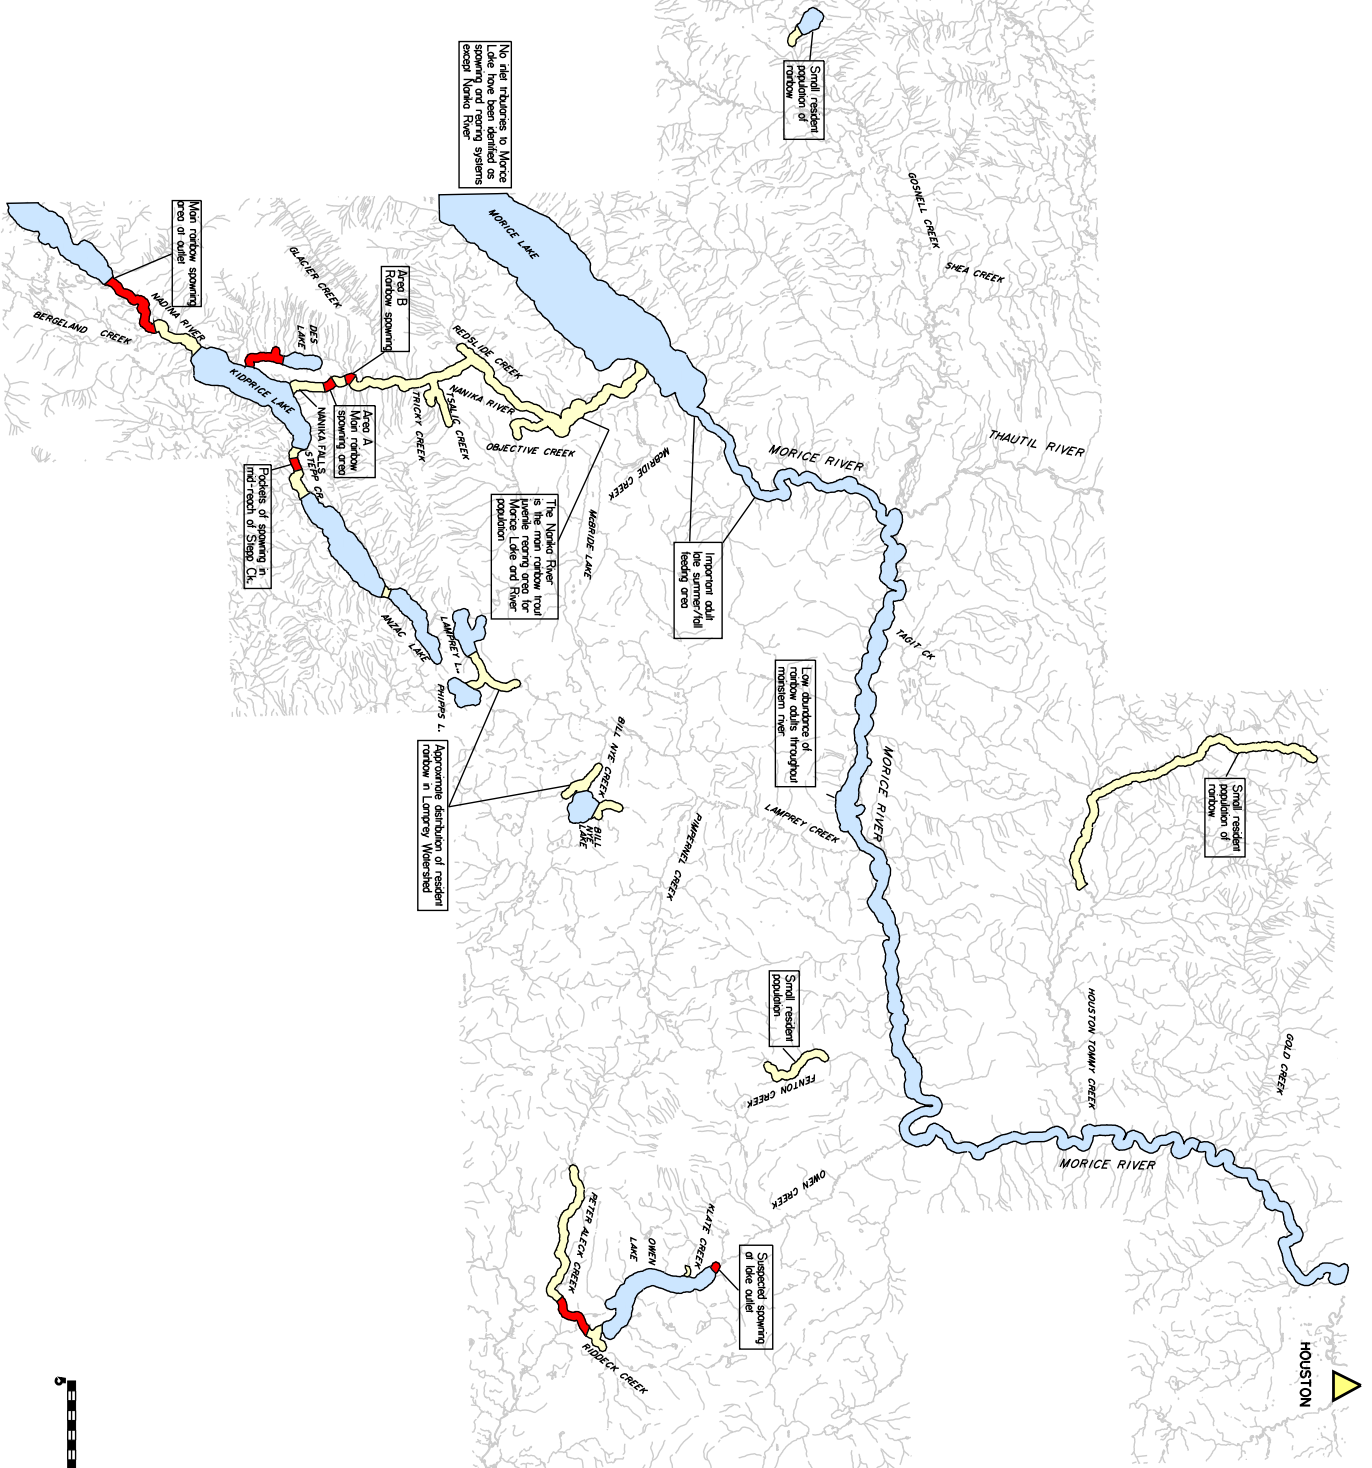 Small resident
population of
rainbow
No inlet tributaries to Morice
Lake have been identified as
spawning and rearing systems
except Nanika River
GOSNELL CREEK
SHEA CREEK
MORICE LAKE
Main rainbow spawning
area at outlet
GLACIER CREEK
Area B
Rainbow spawning
NADINA RIVER
BERGELAND CREEK
DES
LAKE
REDSLIDE CREEK
KIDPRICE LAKE
NANIKA RIVER
TSALIC CREEK
TRICKY CREEK
Area A
Main rainbow
spawning area
NANIKA FALLS
STEPP CR.
OBJECTIVE CREEK
McBRIDE CREEK
MORICE RIVER
THAUTIL RIVER
Pockets of spawning in
mid-reach of Stepp Ck.
The Nanika River
is the main rainbow trout
juvenile rearing area for
Morice Lake and River
population
McBRIDE LAKE
Important adult
late summer/fall
feeding area
ANZAC LAKE
LAMPREY L.
PHIPPS L.
TAGIT CK
Low abundance of
rainbow adults throughout
mainstem river
Approximate distribution of resident
rainbow in Lamprey Watershed
BILL NYE CREEK
BILL
NYE
LAKE
PIMPERNEL CREEK
LAMPREY CREEK
MORICE RIVER
Small resident
population of
rainbow
Small resident
population
FENTON CREEK
HOUSTON TOMMY CREEK
GOLD CREEK
MORICE RIVER
OWEN CREEK
PETER ALECK CREEK
OWEN
LAKE
KLATE CREEK
Suspected spawning
at lake outlet
RIDDECK CREEK
HOUSTON
5